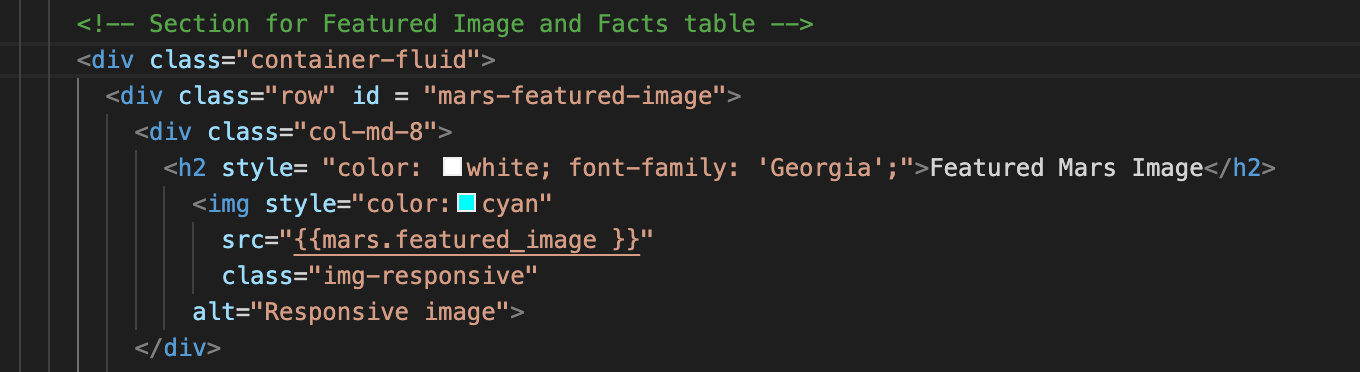 <!-- Section for Featured Image and Facts table -->
<div class="container-fluid">
<div class="row" id = "mars-featured-image">
<div class="col-md-8">
<h2 style= "color: white; font-family: 'Georgia';">Featured Mars Image</h2>
<img style="color:cyan"
src="{{mars.featured_image }}"
class="img-responsive"
alt="Responsive image">
</div>